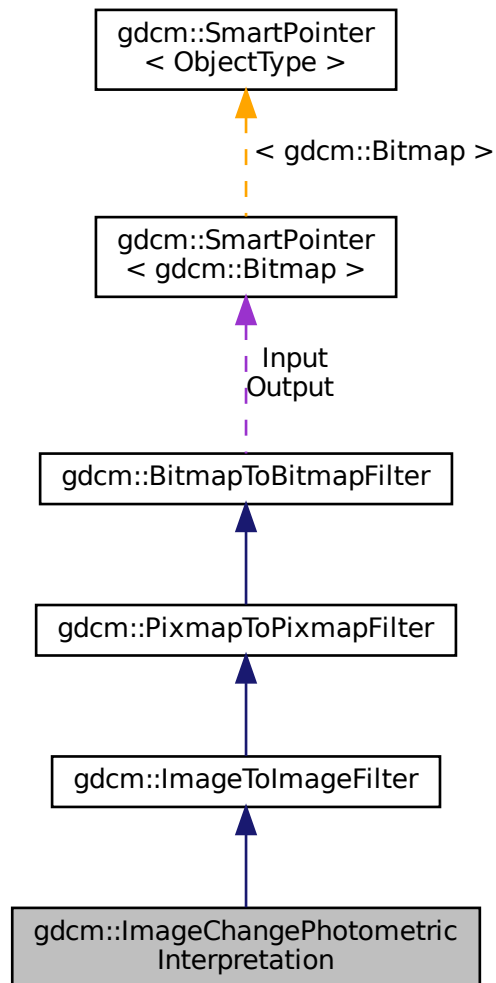 gdcm::SmartPointer
< ObjectType >
< gdcm::Bitmap >
gdcm::SmartPointer
< gdcm::Bitmap >
Input
Output
gdcm::BitmapToBitmapFilter
gdcm::PixmapToPixmapFilter
gdcm::ImageToImageFilter
gdcm::ImageChangePhotometric
Interpretation